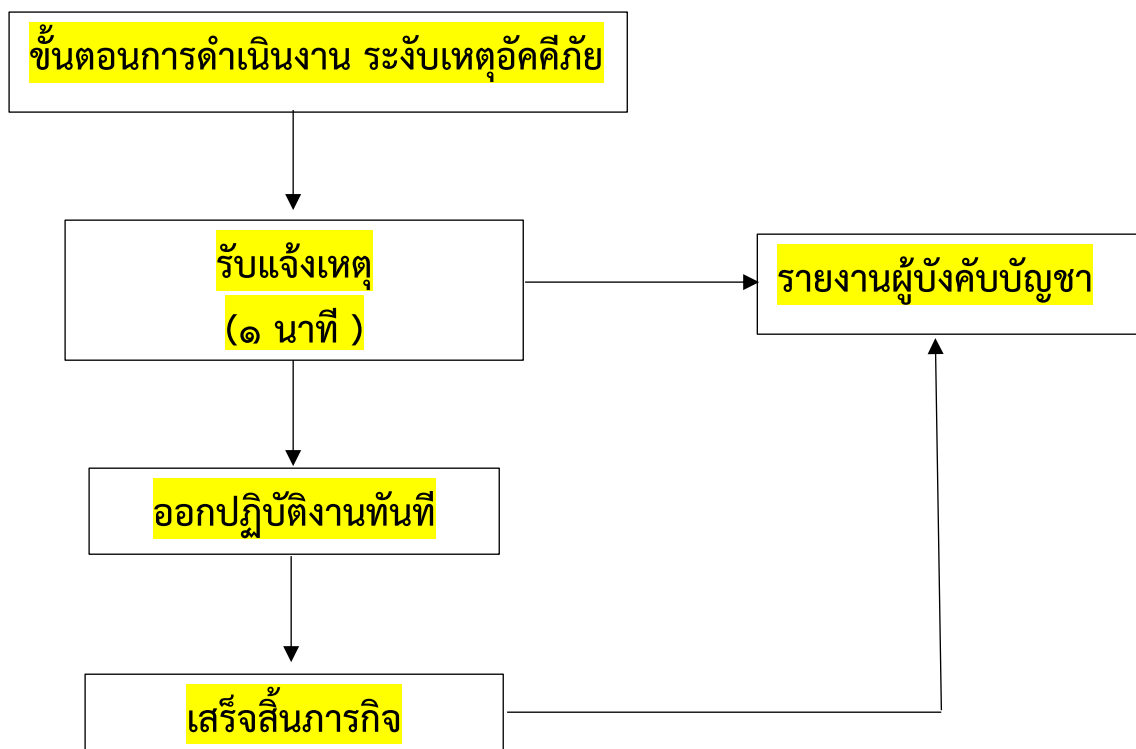 ขั้นตอนการดำเนินงาน ระงับเหตุอัคคีภัย
รับแจ้งเหตุ
(๑ นาที )
รายงานผู้บังคับบัญชา
ออกปฏิบัติงานทันที
เสร็จสิ้นภารกิจ